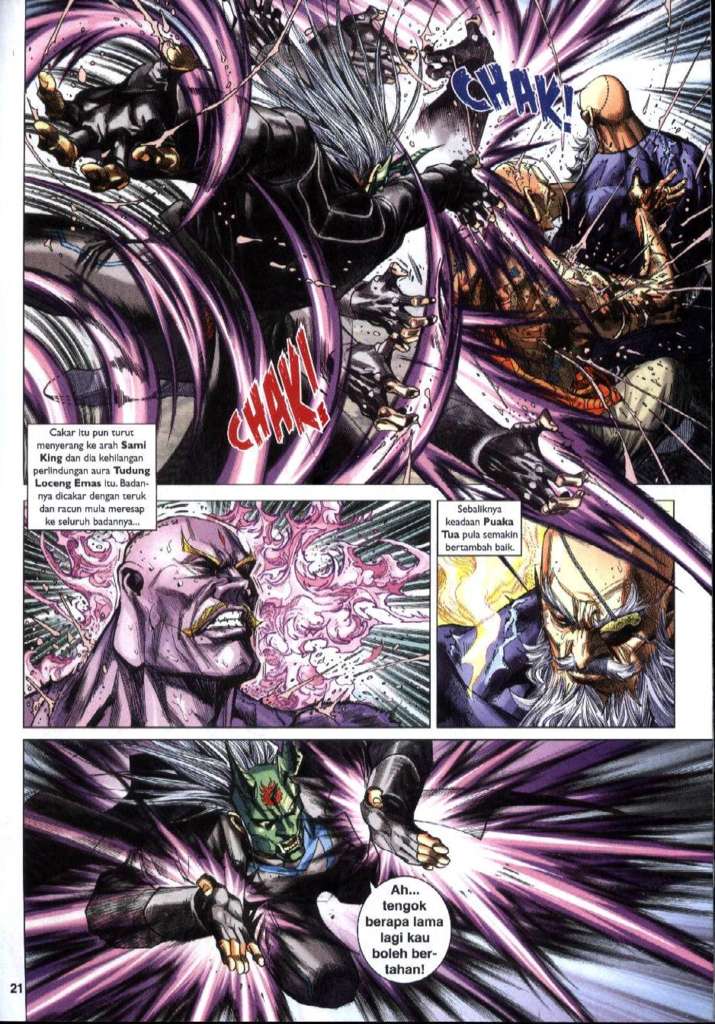 CHAK!
CHAK!
Cakar itu pun turut
menyerang ke arah Sami
King dan dia kehilangan
perlindungan aura Tudung
Loceng Emas itu. Badan-
nya dicakar dengan teruk
dan racun mula meresap
ke seluruh badannya...
Sebaliknya
keadaan Puaka
Tua pula semakin
bertambah baik.
Ah...
tengok
berapa lama
lagi kau
boleh ber-
tahan!
21